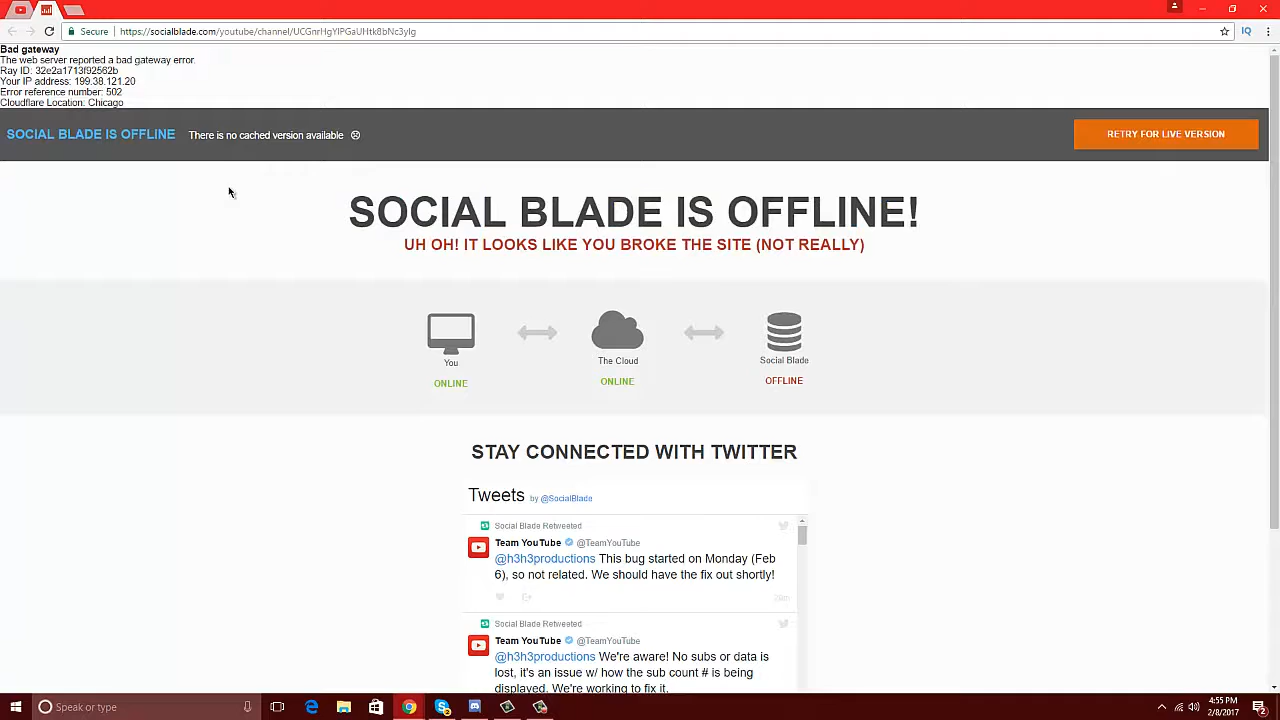 Secure
https://socialblade.com/youtube/channel/UCGnrHgYlPGaUHtk8bNc3ylg
IQ
Bad gateway
The web server reported a bad gateway error.
Ray ID: 32e2a1713f92562b
Your IP address: 199.38.121.20
Error reference number: 502
Cloudflare Location: Chicago
SOCIAL BLADE IS OFFLINE There is no cached version available ☹
RETRY FOR LIVE VERSION
SOCIAL BLADE IS OFFLINE!
UH OH! IT LOOKS LIKE YOU BROKE THE SITE (NOT REALLY)
You
The Cloud
Social Blade
ONLINE
ONLINE
OFFLINE
STAY CONNECTED WITH TWITTER
Tweets by @SocialBlade
Social Blade Retweeted
Team YouTube @TeamYouTube
@h3h3productions This bug started on Monday (Feb
6), so not related. We should have the fix out shortly!
Social Blade Retweeted
Team YouTube @TeamYouTube
@h3h3productions We're aware! No subs or data is
lost, it's an issue w/ how the sub count # is being
displayed. We're working to fix it.
Speak or type
4:55 PM
2/8/2017
2